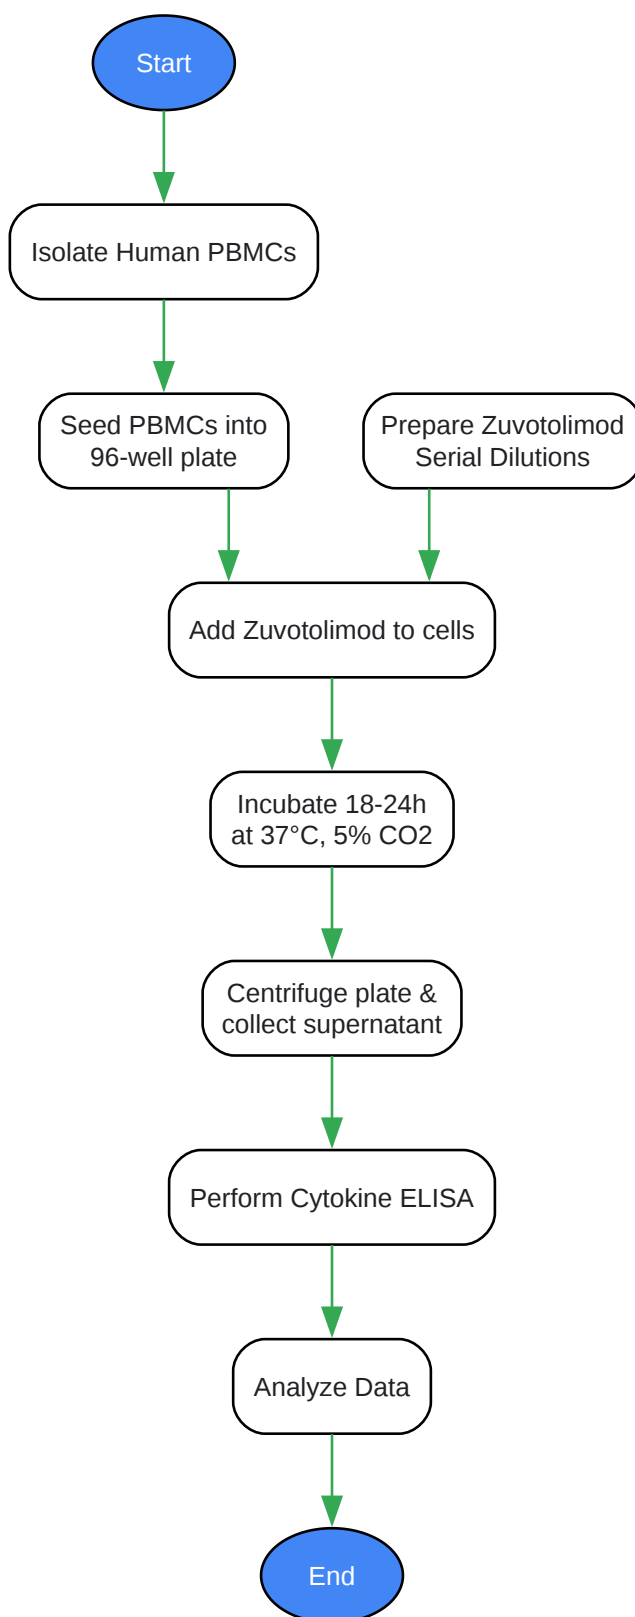 Start
Isolate Human PBMCs
Seed PBMCs into
96-well plate
Prepare Zuvotolimod
Serial Dilutions
Add Zuvotolimod to cells
Incubate 18-24h
at 37°C, 5% CO2
Centrifuge plate &
collect supernatant
Perform Cytokine ELISA
Analyze Data
End